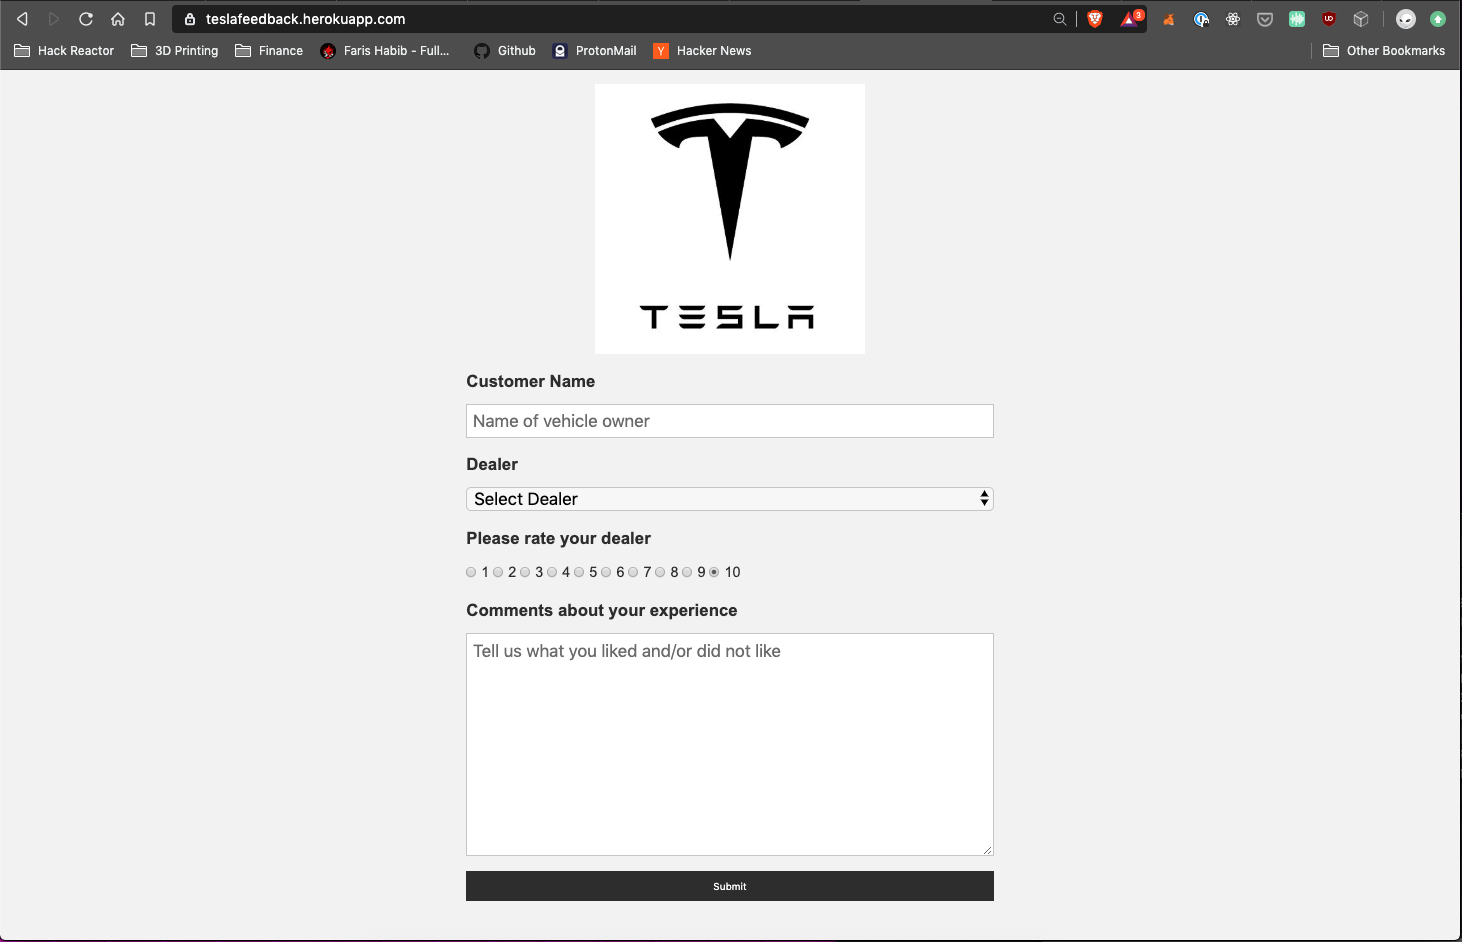 teslafeedback.herokuapp.com
3
Hack Reactor 3D Printing Finance Faris Habib - Full... Github ProtonMail Hacker News Other Bookmarks
TESLA
Customer Name
Name of vehicle owner
Dealer
Select Dealer
Please rate your dealer
1 2 3 4 5 6 7 8 9 10
Comments about your experience
Tell us what you liked and/or did not like
Submit